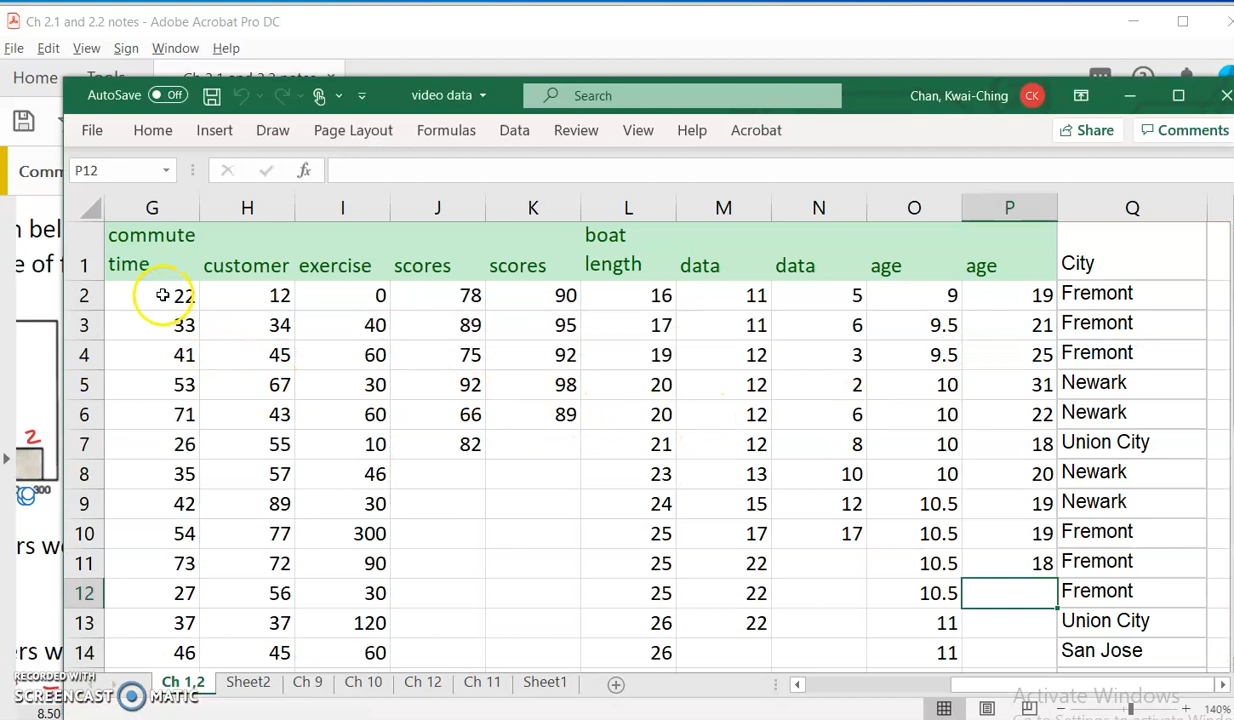 Ch 2.1 and 2.2 notes - Adobe Acrobat Pro DC
File Edit View Sign Window Help
Home Tools Ch 2.1 and 2.2 notes
AutoSave Off video data Search Chan, Kwai-Ching CK
File Home Insert Draw Page Layout Formulas Data Review View Help Acrobat Share Comments
Comm P12 fx
G H I J K L M N O P Q
1 commute time customer exercise scores scores boat length data data age age City
2 22 12 0 78 90 16 11 5 9 19 Fremont
3 33 34 40 89 95 17 11 6 9.5 21 Fremont
4 41 45 60 75 92 19 12 3 9.5 25 Fremont
5 53 67 30 92 98 20 12 2 10 31 Newark
6 71 43 60 66 89 20 12 6 10 22 Newark
7 26 55 10 82 21 12 8 10 18 Union City
8 35 57 46 23 13 10 10 20 Newark
9 42 89 30 24 15 12 10.5 19 Newark
10 54 77 300 25 17 17 10.5 19 Fremont
11 73 72 90 25 22 10.5 18 Fremont
12 27 56 30 25 22 10.5 Fremont
13 37 37 120 26 22 11 Union City
14 46 45 60 26 11 San Jose
n bel
e of f
2
300
rs we
ers w
8.50
Ch 1,2 Sheet2 Ch 9 Ch 10 Ch 12 Ch 11 Sheet1
RECORDED WITH
SCREENCAST MATIC
Activate Windows
140%